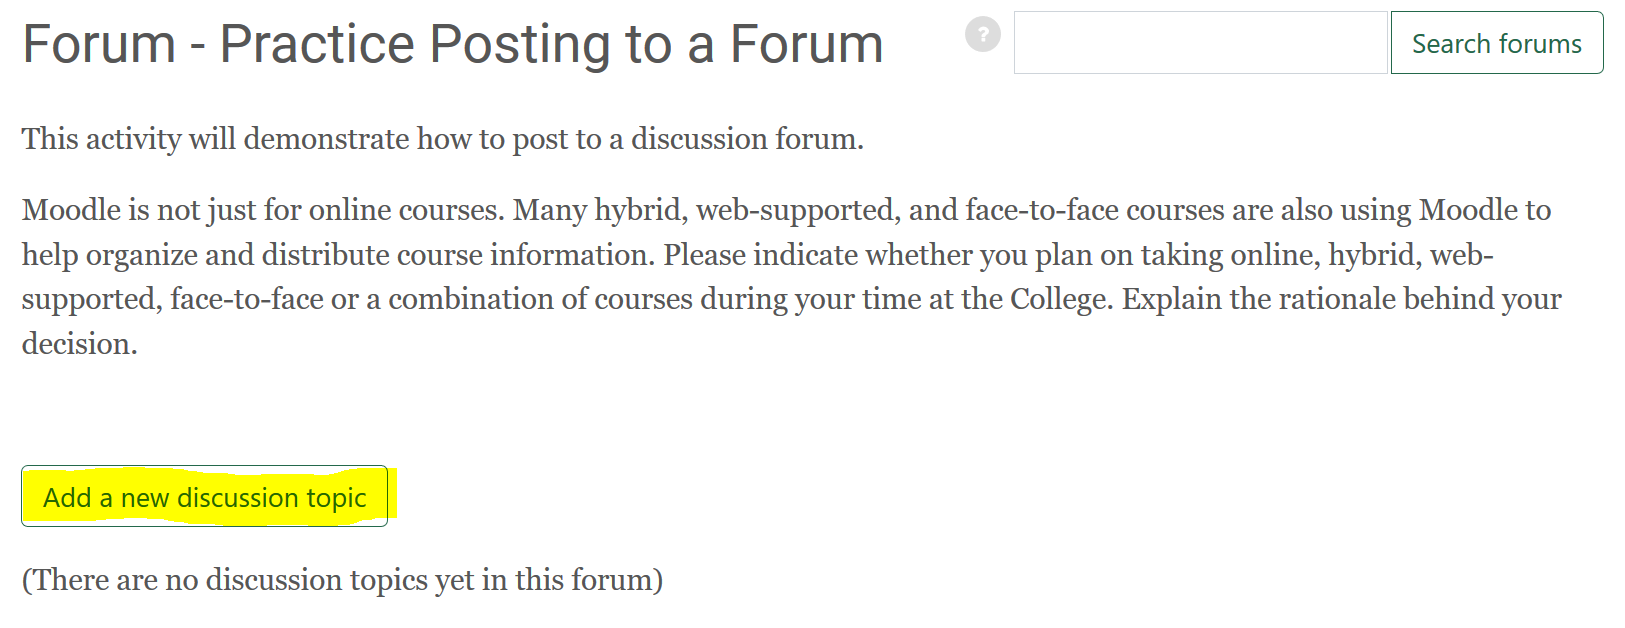 Forum - Practice Posting to a Forum
?
Search forums
This activity will demonstrate how to post to a discussion forum.
Moodle is not just for online courses. Many hybrid, web-supported, and face-to-face courses are also using Moodle to
help organize and distribute course information. Please indicate whether you plan on taking online, hybrid, web-
supported, face-to-face or a combination of courses during your time at the College. Explain the rationale behind your
decision.
Add a new discussion topic
(There are no discussion topics yet in this forum)